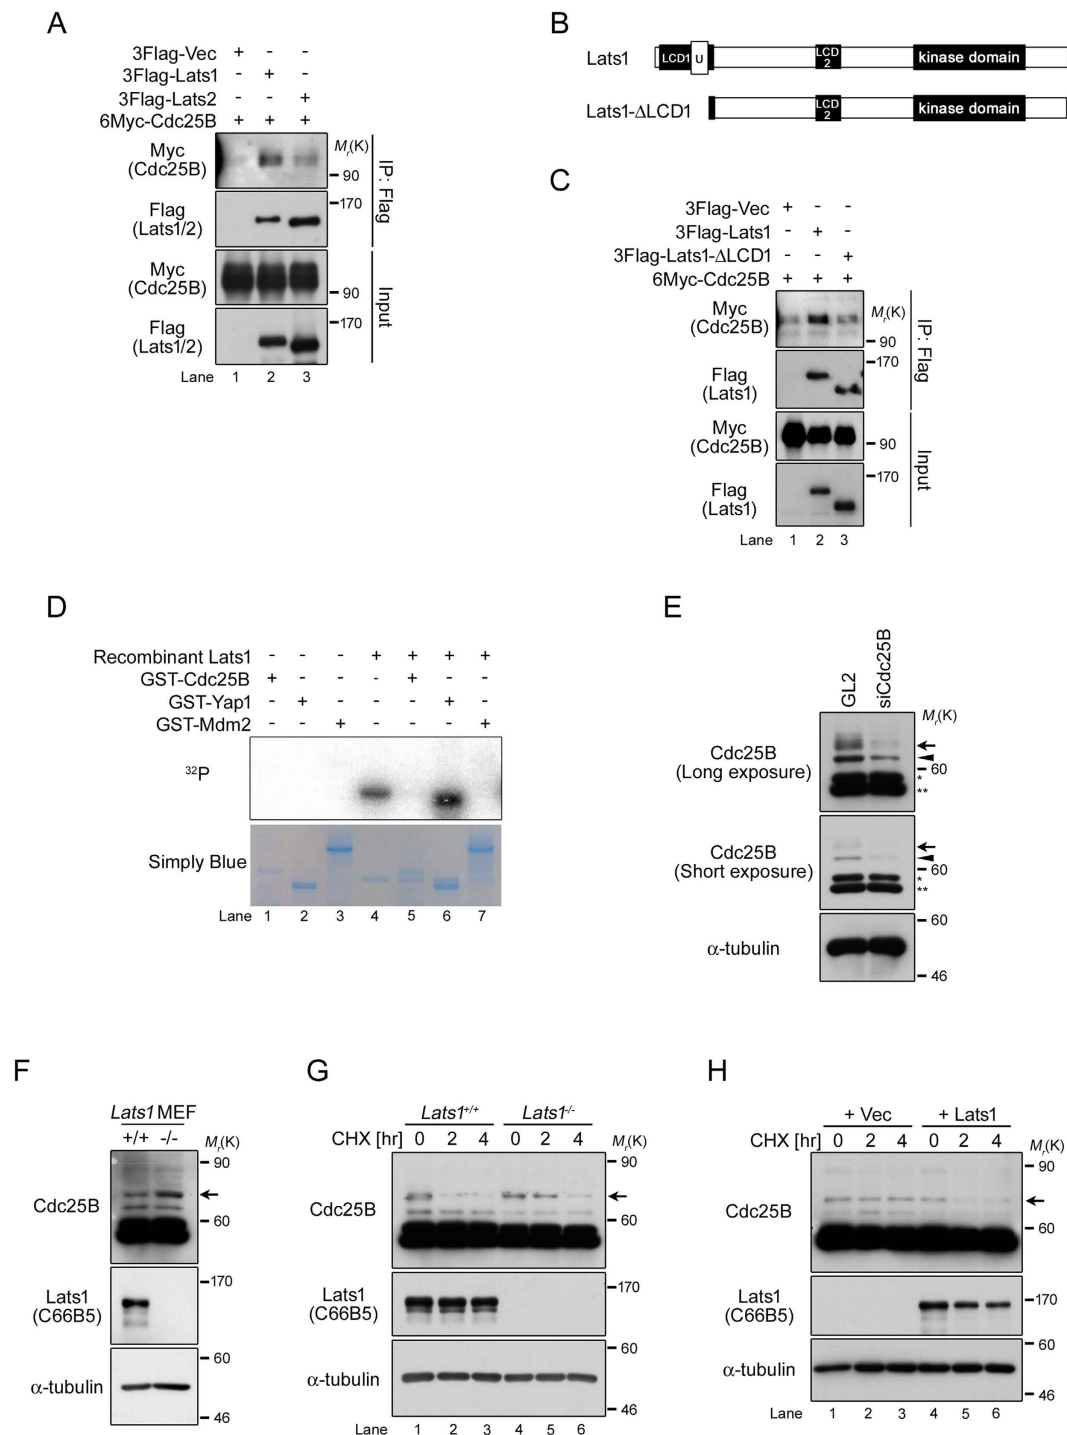 A
3Flag-Vec + - -
3Flag-Lats1 - + -
3Flag-Lats2 - - +
6Myc-Cdc25B + + +
Mr(K)
Myc
(Cdc25B)
90
170
Flag
(Lats1/2)
IP: Flag
Myc
(Cdc25B)
90
170
Flag
(Lats1/2)
Input
Lane 1 2 3
B
Lats1
LCD1
U
LCD
2
kinase domain
Lats1-ΔLCD1
LCD
2
kinase domain
C
3Flag-Vec + - -
3Flag-Lats1 - + -
3Flag-Lats1-ΔLCD1 - - +
6Myc-Cdc25B + + +
Myc
(Cdc25B)
Mr(K)
90
170
Flag
(Lats1)
IP: Flag
Myc
(Cdc25B)
90
170
Flag
(Lats1)
Input
Lane 1 2 3
D
Recombinant Lats1 - - - + + + +
GST-Cdc25B + - - - + - -
GST-Yap1 - + - - - + -
GST-Mdm2 - - + - - - +
32P
Simply Blue
Lane 1 2 3 4 5 6 7
E
GL2
siCdc25B
Mr(K)
Cdc25B
(Long exposure)
60
*
**
Cdc25B
(Short exposure)
60
*
**
60
α-tubulin
46
F
Lats1 MEF
+/+ -/-
Mr(K)
90
Cdc25B
60
170
Lats1
(C66B5)
60
α-tubulin
46
G
Lats1+/+ Lats1-/-
CHX [hr] 0 2 4 0 2 4
Mr(K)
90
Cdc25B
60
170
Lats1
(C66B5)
60
α-tubulin
46
Lane 1 2 3 4 5 6
H
+ Vec + Lats1
CHX [hr] 0 2 4 0 2 4
Mr(K)
90
Cdc25B
60
Lats1
(C66B5)
170
60
α-tubulin
46
Lane 1 2 3 4 5 6